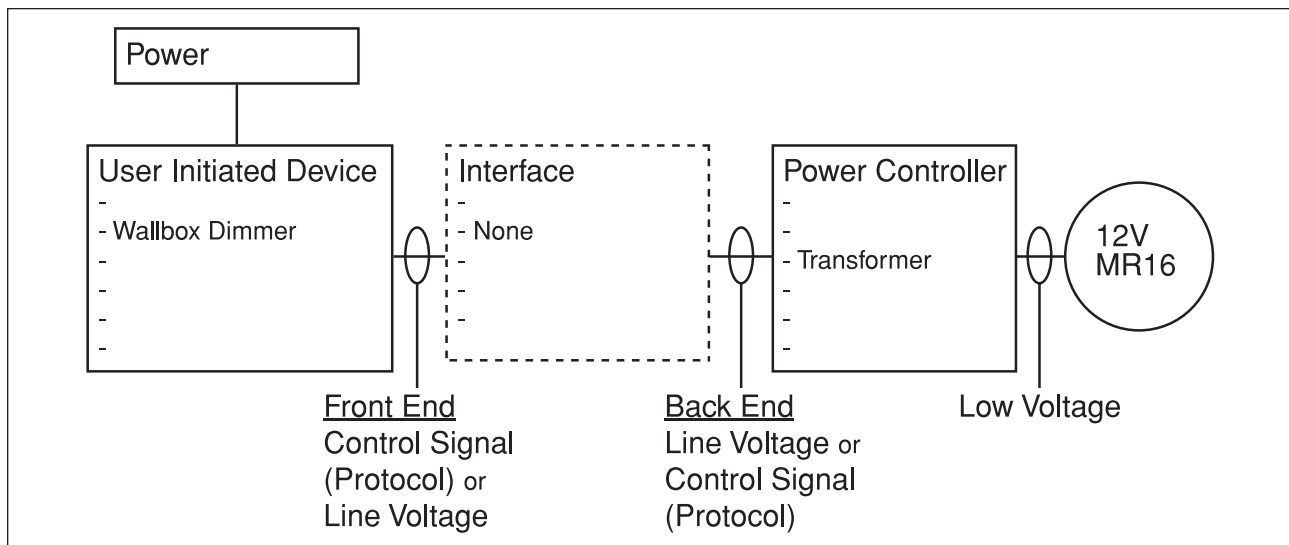 Power
User Initiated Device
-
- Wallbox Dimmer
-
-
-
-
Interface
-
- None
-
-
-
Power Controller
-
-
- Transformer
-
-
-
12V
MR16
Front End
Control Signal
(Protocol) or
Line Voltage
Back End
Line Voltage or
Control Signal
(Protocol)
Low Voltage